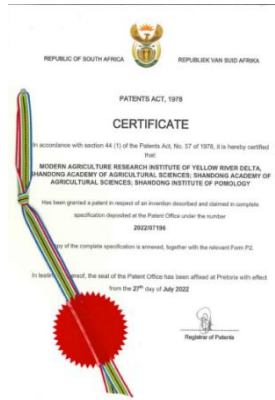 REPUBLIC OF SOUTH AFRICA
REPUBLIEK VAN SUID AFRIKA
PATENTS ACT, 1978
CERTIFICATE
In accordance with section 44 (1) of the Patents Act, No. 57 of 1978, it is hereby certified
that:
MODERN AGRICULTURE RESEARCH INSTITUTE OF YELLOW RIVER DELTA,
SHANDONG ACADEMY OF AGRICULTURAL SCIENCES; SHANDONG ACADEMY OF
AGRICULTURAL SCIENCES; SHANDONG INSTITUTE OF POMOLOGY
Has been granted a patent in respect of an invention described and claimed in complete
specification deposited at the Patent Office under the number
2022/07196
py of the complete specification is annexed, together with the relevant Form P2.
In testim ereof, the seal of the Patent Office has been affixed at Pretoria with effect
from the 27th day of July 2022
Registrar of Patents